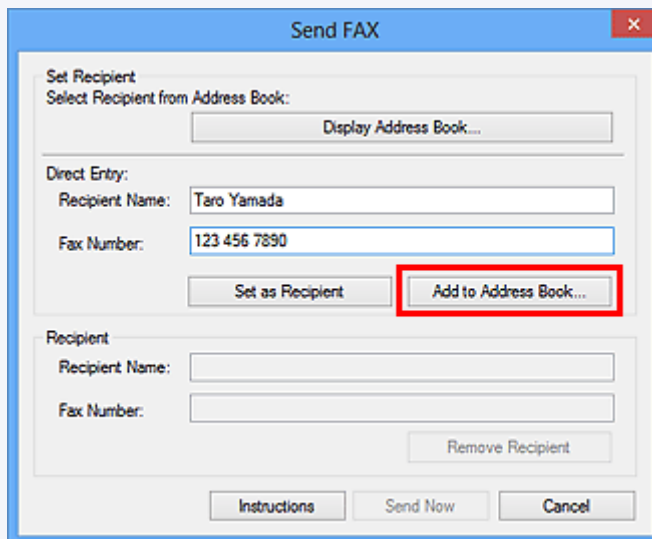 Send FAX
Set Recipient
Select Recipient from Address Book:
Display Address Book...
Direct Entry:
Recipient Name: Taro Yamada
Fax Number: 123 456 7890
Set as Recipient Add to Address Book...
Recipient
Recipient Name:
Fax Number:
Remove Recipient
Instructions Send Now Cancel